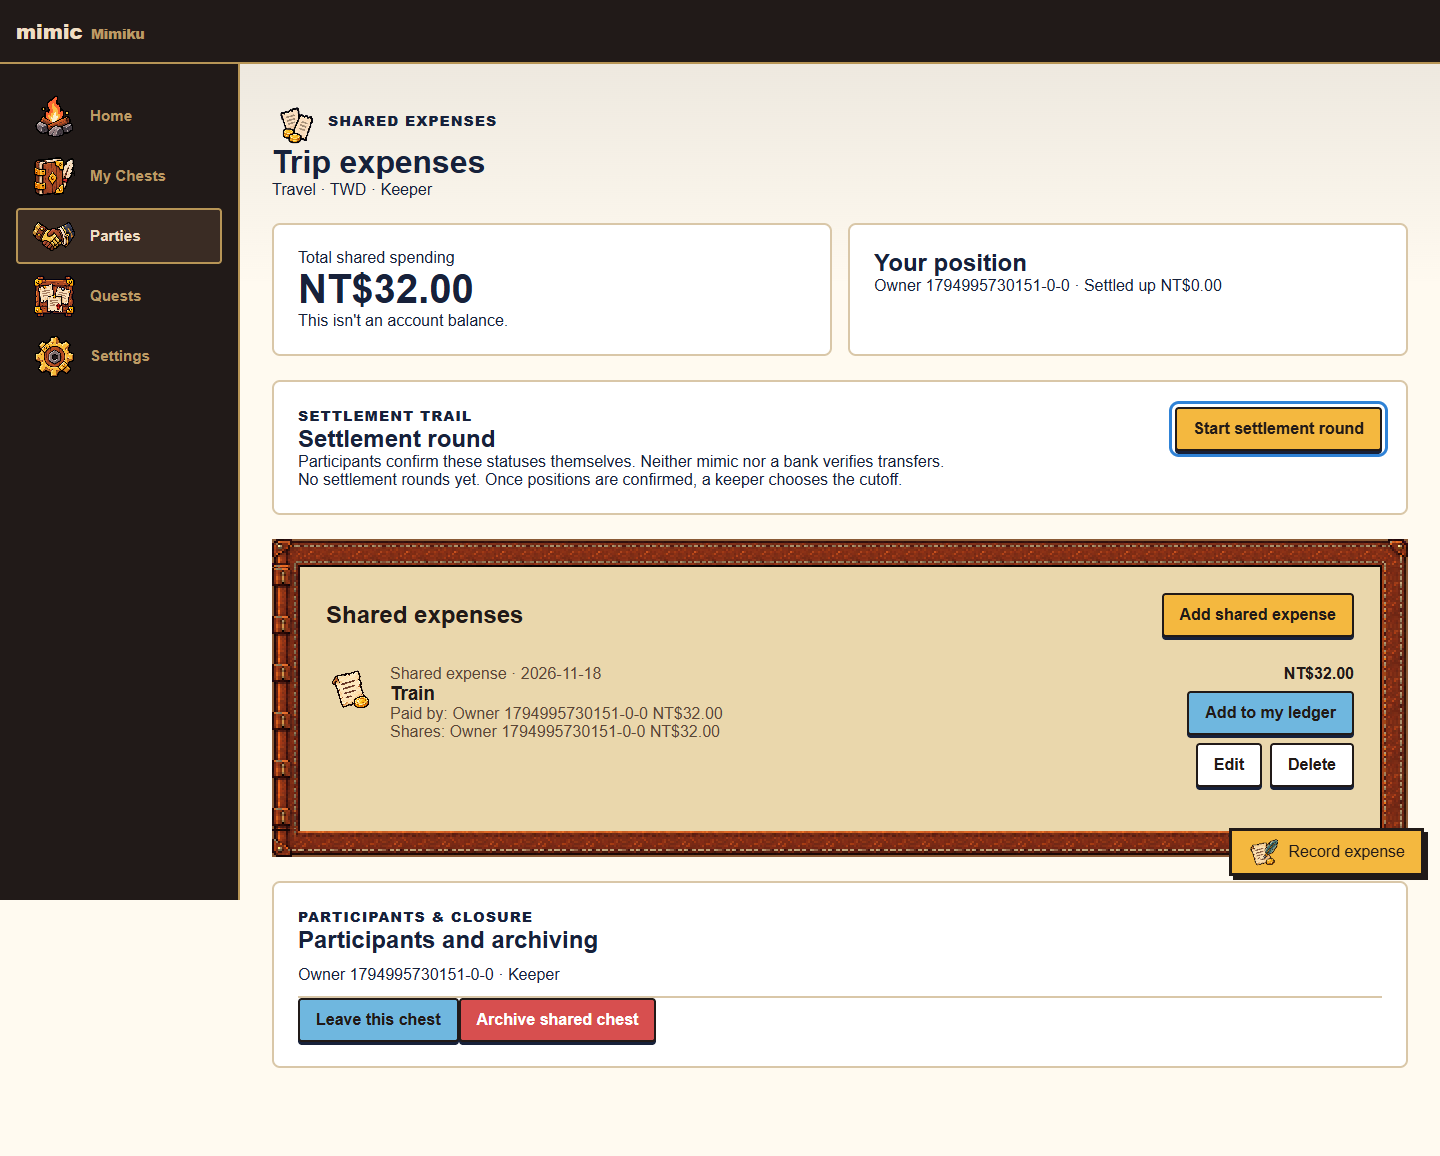 mimic Mimiku
Home
My Chests
Parties
Quests
Settings
SHARED EXPENSES
Trip expenses
Travel · TWD · Keeper
Total shared spending
NT$32.00
This isn't an account balance.
Your position
Owner 1794995730151-0-0 · Settled up NT$0.00
SETTLEMENT TRAIL
Settlement round
Participants confirm these statuses themselves. Neither mimic nor a bank verifies transfers.
No settlement rounds yet. Once positions are confirmed, a keeper chooses the cutoff.
Start settlement round
Shared expenses
Add shared expense
Shared expense · 2026-11-18
Train
Paid by: Owner 1794995730151-0-0 NT$32.00
Shares: Owner 1794995730151-0-0 NT$32.00
NT$32.00
Add to my ledger
Edit
Delete
Record expense
PARTICIPANTS & CLOSURE
Participants and archiving
Owner 1794995730151-0-0 · Keeper
Leave this chest
Archive shared chest